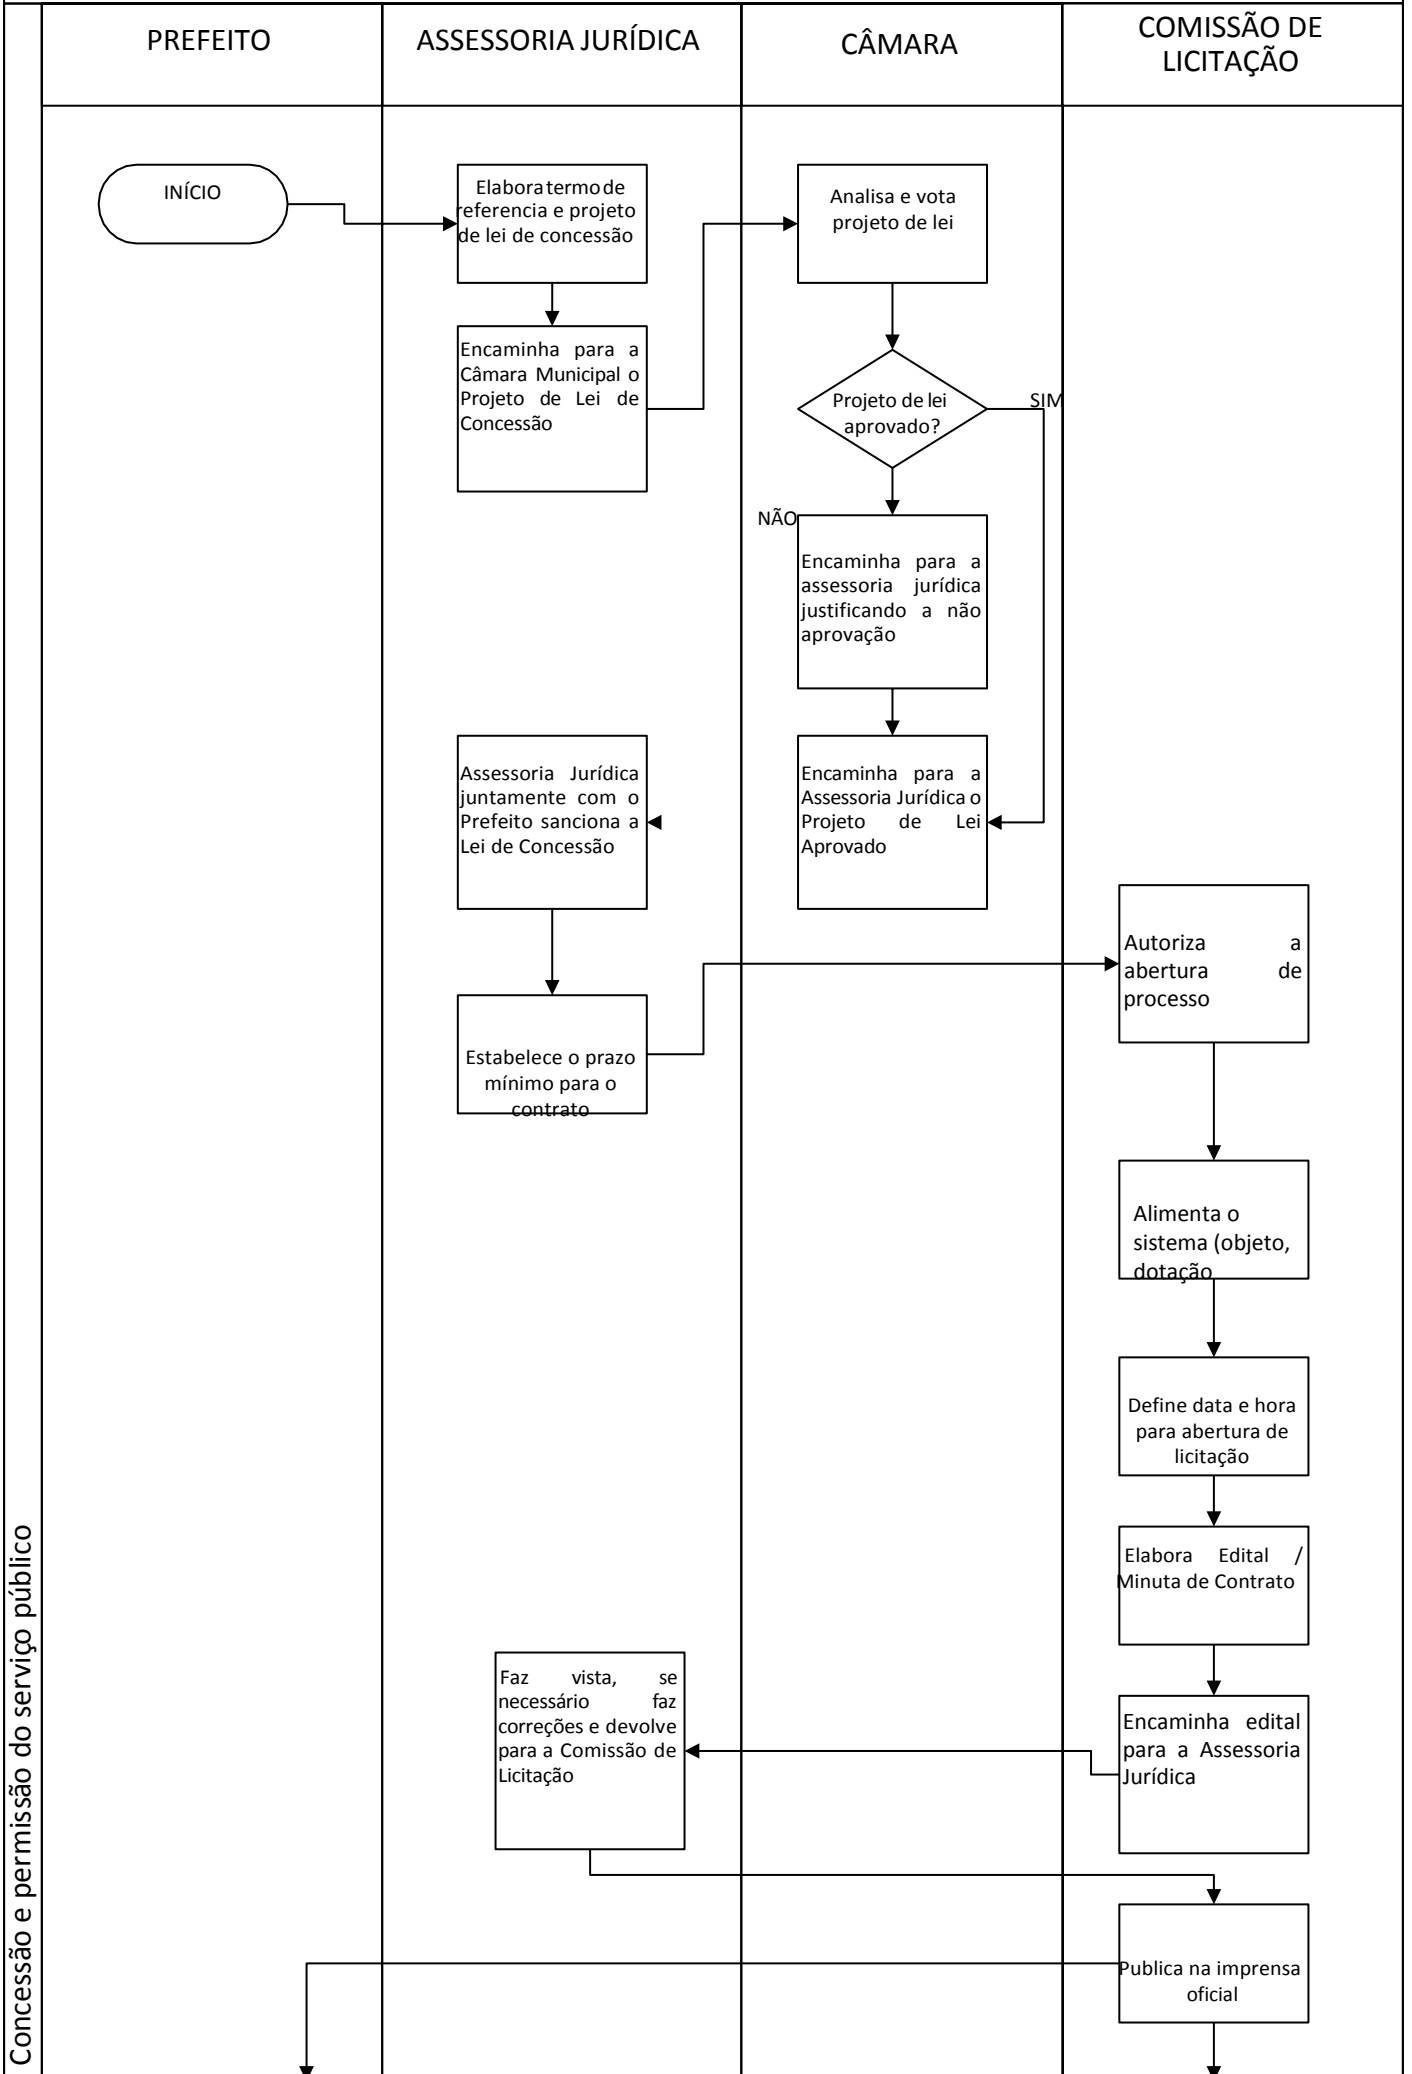 PREFEITO
ASSESSORIA JURÍDICA
CÂMARA
COMISSÃO DE
LICITAÇÃO
INÍCIO
Elabora termo de
referencia e projeto
de lei de concessão
Analisa e vota
projeto de lei
Encaminha para a
Câmara Municipal o
Projeto de Lei de
Concessão
Projeto de lei
aprovado?
SIM
NÃO
Encaminha para a
assessoria jurídica
justificando a não
aprovação
Assessoria Jurídica
juntamente com o
Prefeito sanciona a
Lei de Concessão
Encaminha para a
Assessoria Jurídica o
Projeto de Lei
Aprovado
Autoriza a
abertura de
processo
Estabelece o prazo
mínimo para o
contrato
Alimenta o
sistema (objeto,
dotação
Define data e hora
para abertura de
licitação
Elabora Edital /
Minuta de Contrato
Faz vista, se
necessário faz
correções e devolve
para a Comissão de
Licitação
Encaminha edital
para a Assessoria
Jurídica
Publica na imprensa
oficial
Concessão e permissão do serviço público